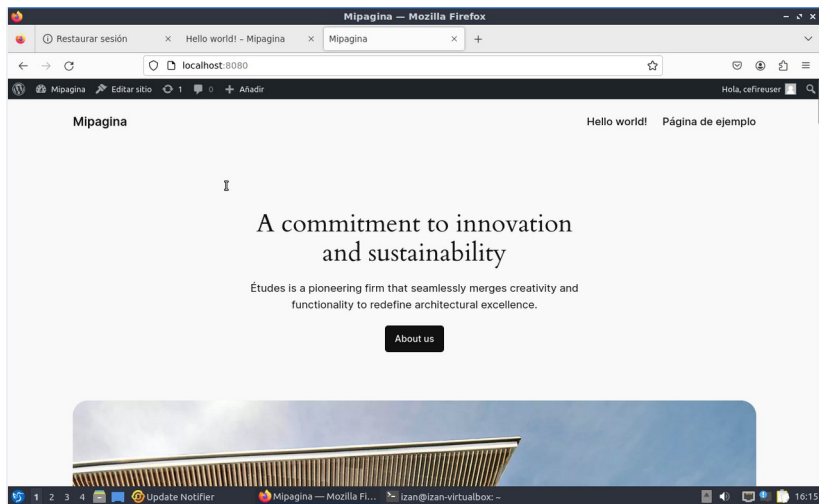 Mipagina — Mozilla Firefox
Restaurar sesión
Hello world! – Mipagina
Mipagina
localhost:8080
Mipagina Editar sitio 1 0 Añadir Hola, cefireuser
Mipagina Hello world! Página de ejemplo
A commitment to innovation
and sustainability
Études is a pioneering firm that seamlessly merges creativity and
functionality to redefine architectural excellence.
About us
1 2 3 4 Update Notifier Mipagina — Mozilla Fi... izan@izan-virtualbox: ~ 16:15